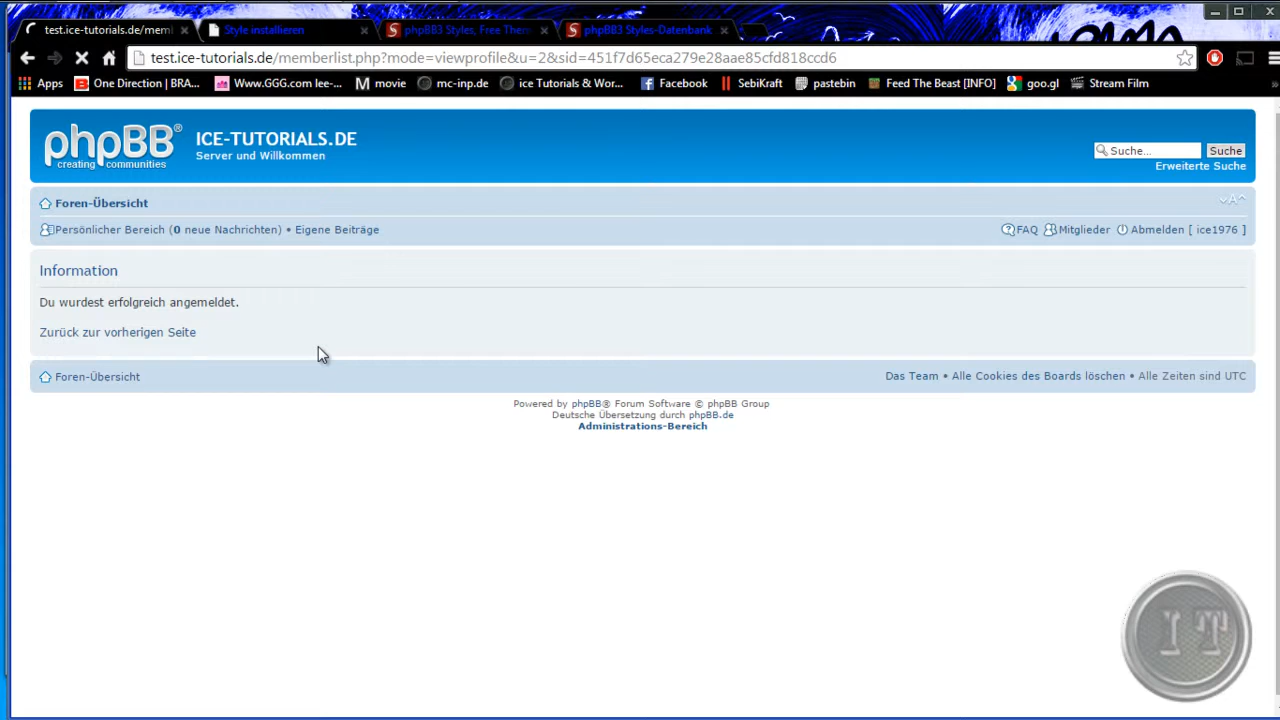 test.ice-tutorials.de/meml
Style installieren
phpBB3 Styles, Free Them
phpBB3 Styles-Datenbank
test.ice-tutorials.de/memberlist.php?mode=viewprofile&u=2&sid=451f7d65eca279e28aae85cfd818ccd6
Apps
One Direction | BRA...
Www.GGG.com lee-...
movie
mc-inp.de
ice Tutorials & Wor...
Facebook
SebiKraft
pastebin
Feed The Beast [INFO]
goo.gl
Stream Film
phpBB®
creating communities
ICE-TUTORIALS.DE
Server und Willkommen
Suche...
Suche
Erweiterte Suche
Foren-Übersicht
Persönlicher Bereich (0 neue Nachrichten) • Eigene Beiträge
FAQ Mitglieder Abmelden [ ice1976 ]
Information
Du wurdest erfolgreich angemeldet.
Zurück zur vorherigen Seite
Foren-Übersicht
Das Team • Alle Cookies des Boards löschen • Alle Zeiten sind UTC
Powered by phpBB® Forum Software © phpBB Group
Deutsche Übersetzung durch phpBB.de
Administrations-Bereich
IT